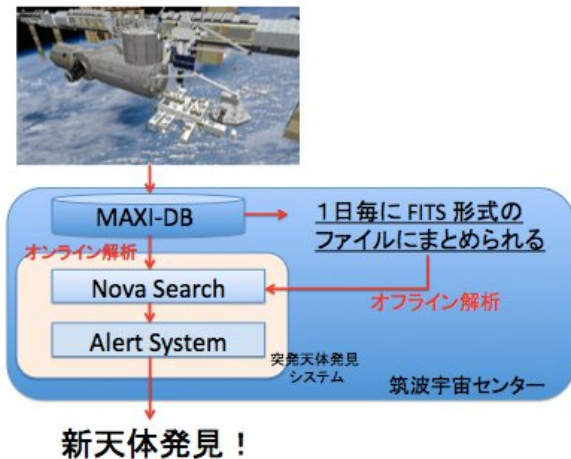 MAXI-DB
1日毎に FITS 形式の
ファイルにまとめられる
オンライン解析
Nova Search
オフライン解析
Alert System
突発天体発見
システム
筑波宇宙センター
新天体発見！